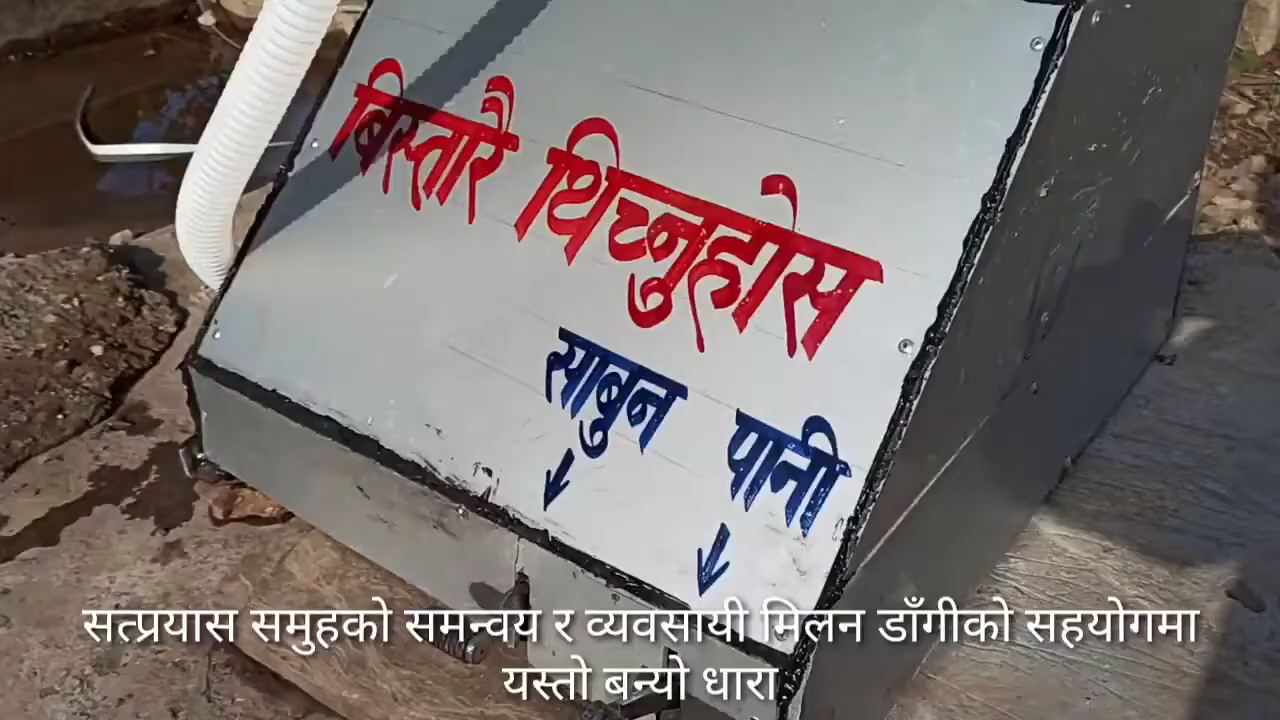 बिस्तारै थिच्नुहोस
साबुन पानी
सत्प्रयास समुहको समन्वय र व्यवसायी मिलन डाँगीको सहयोगमा
यस्तो बन्यो धारा